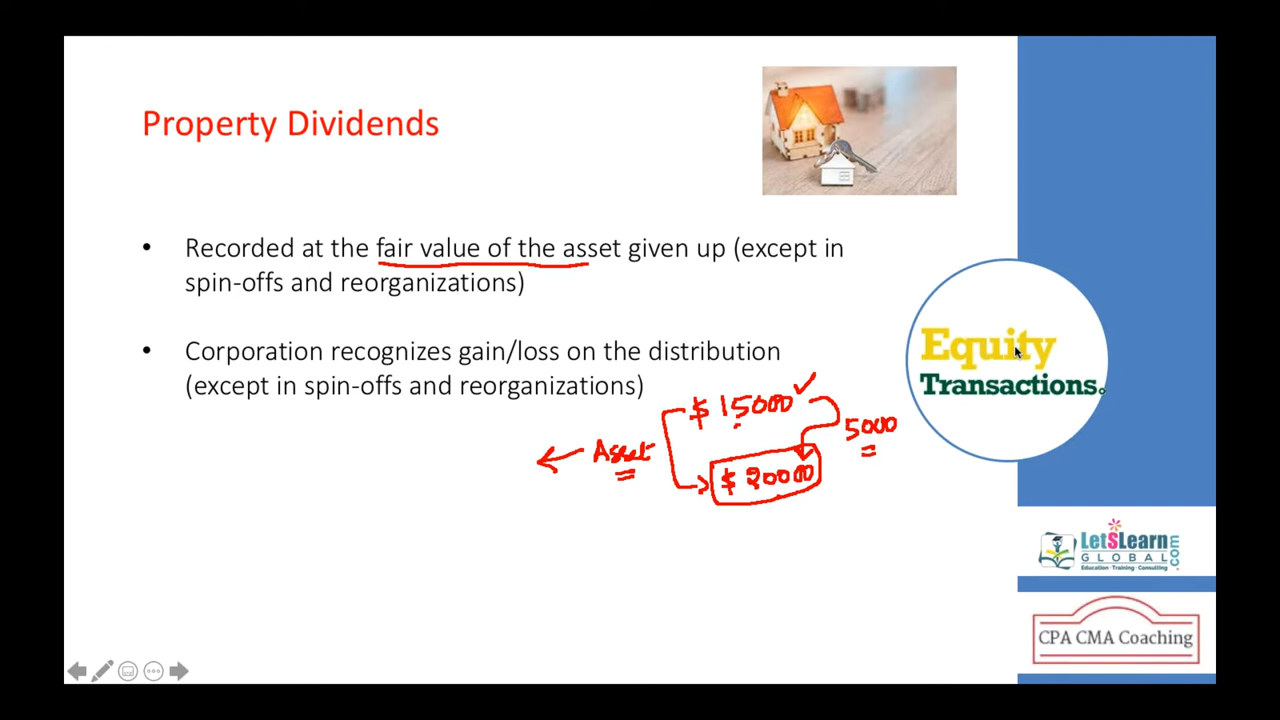 Property Dividends
• Recorded at the fair value of the asset given up (except in
spin-offs and reorganizations)
• Corporation recognizes gain/loss on the distribution
(except in spin-offs and reorganizations)
$ 15000
5000
Asset
$ 20000
Equity
Transactions.
LetSLearn
GLOBAL.com
Education·Training·Consulting
CPA CMA Coaching